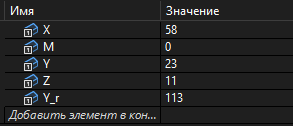 Имя Значение
X 58
M 0
Y 23
Z 11
Y_r 113
Добавить элемент в кон...